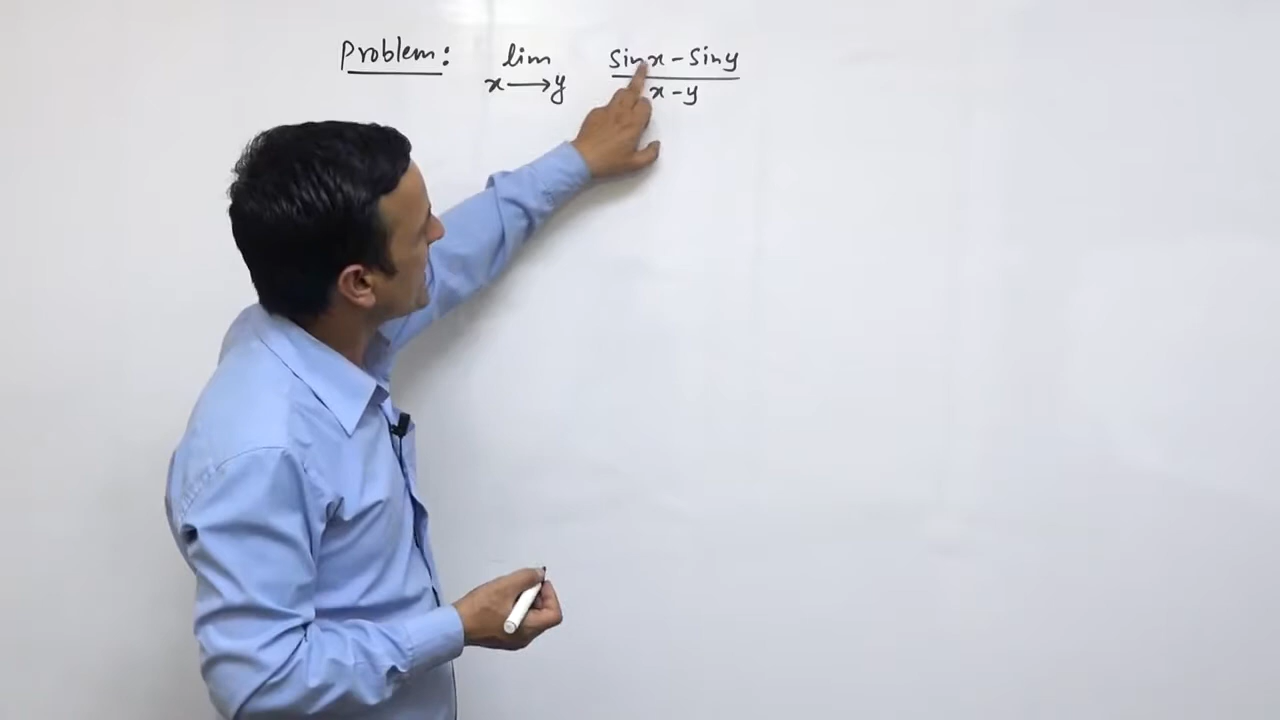 Problem: lim sinx - siny
x→y x - y